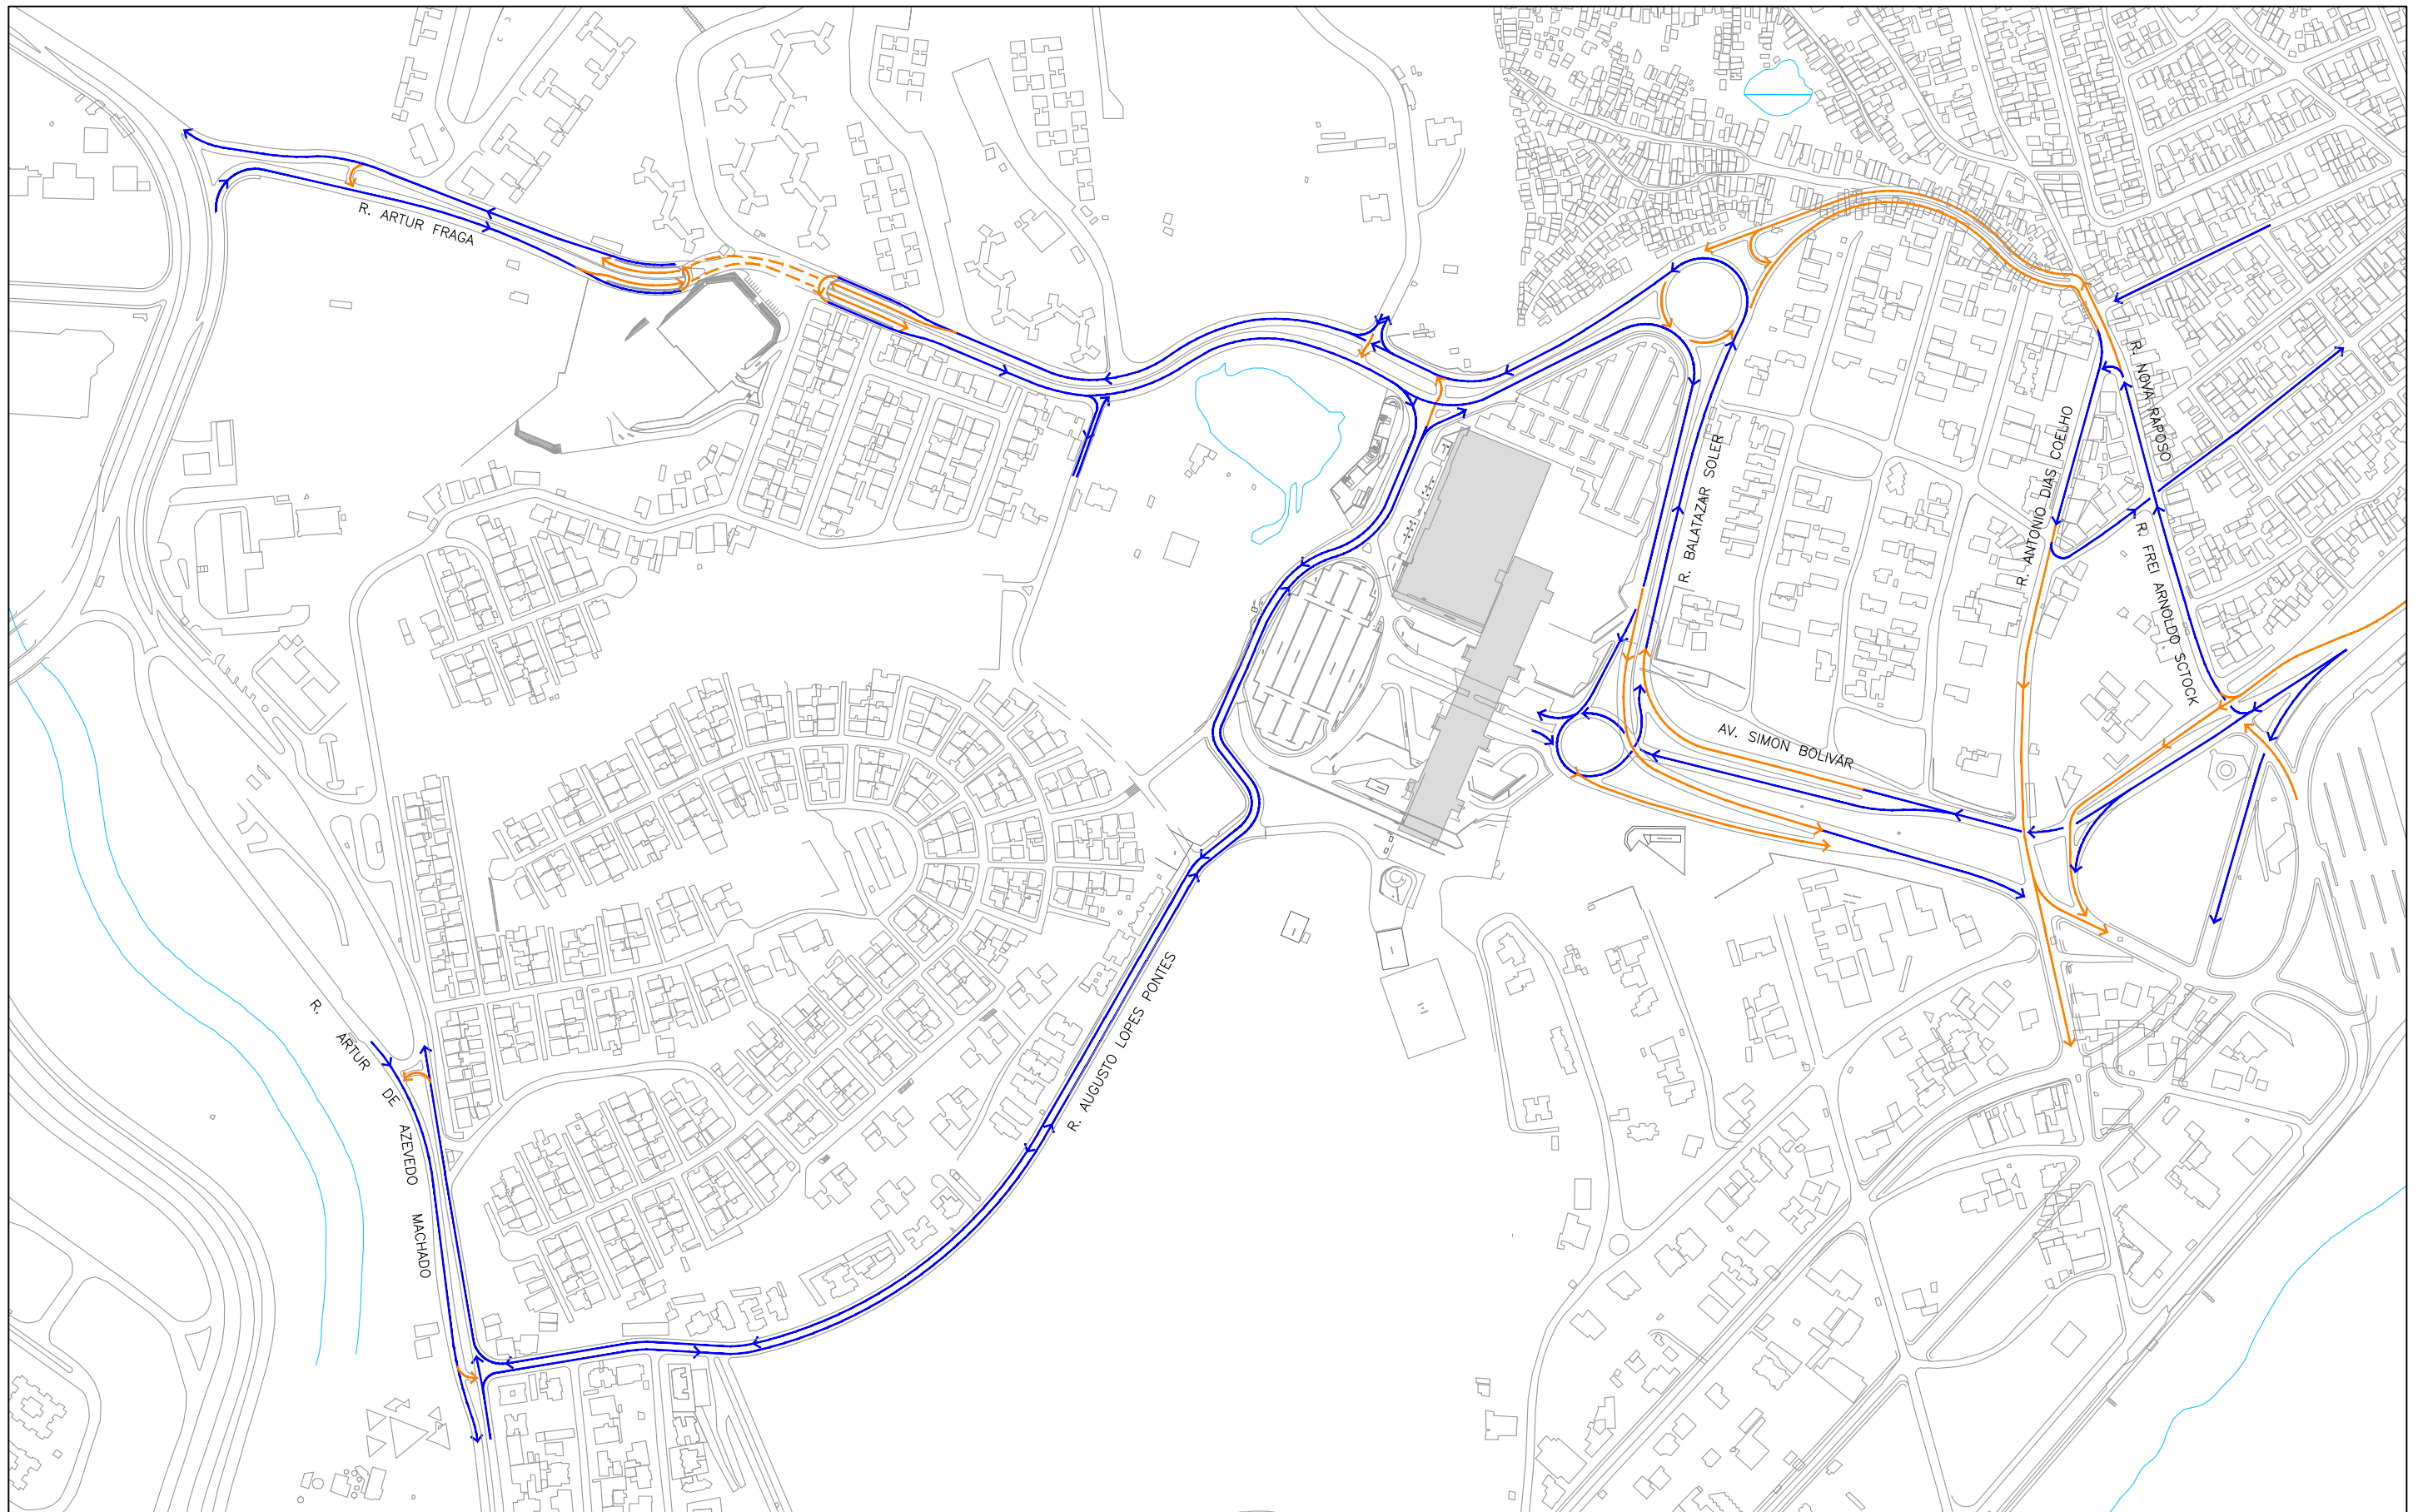 R. ARTUR FRAGA
R. NOVA RAPOSO
R. ANTONIO DIAS COELHO
R. BALATAZAR SOLER
R. FREI ARNOLDO SCTOCK
AV. SIMON BOLIVAR
R. AUGUSTO LOPES PONTES
R. ARTUR DE AZEVEDO MACHADO